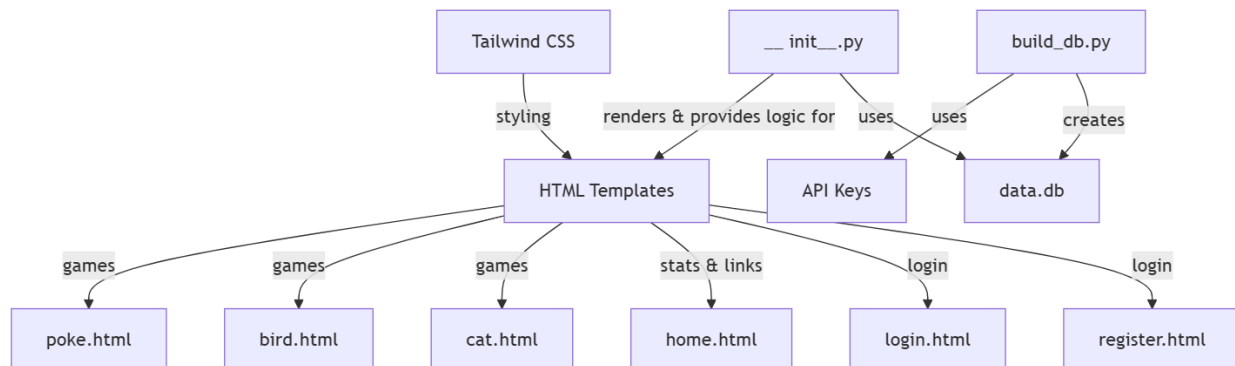 Tailwind CSS
__ init__.py
build_db.py
styling
renders & provides logic for
uses
uses
creates
HTML Templates
API Keys
data.db
games
games
games
stats & links
login
login
poke.html
bird.html
cat.html
home.html
login.html
register.html